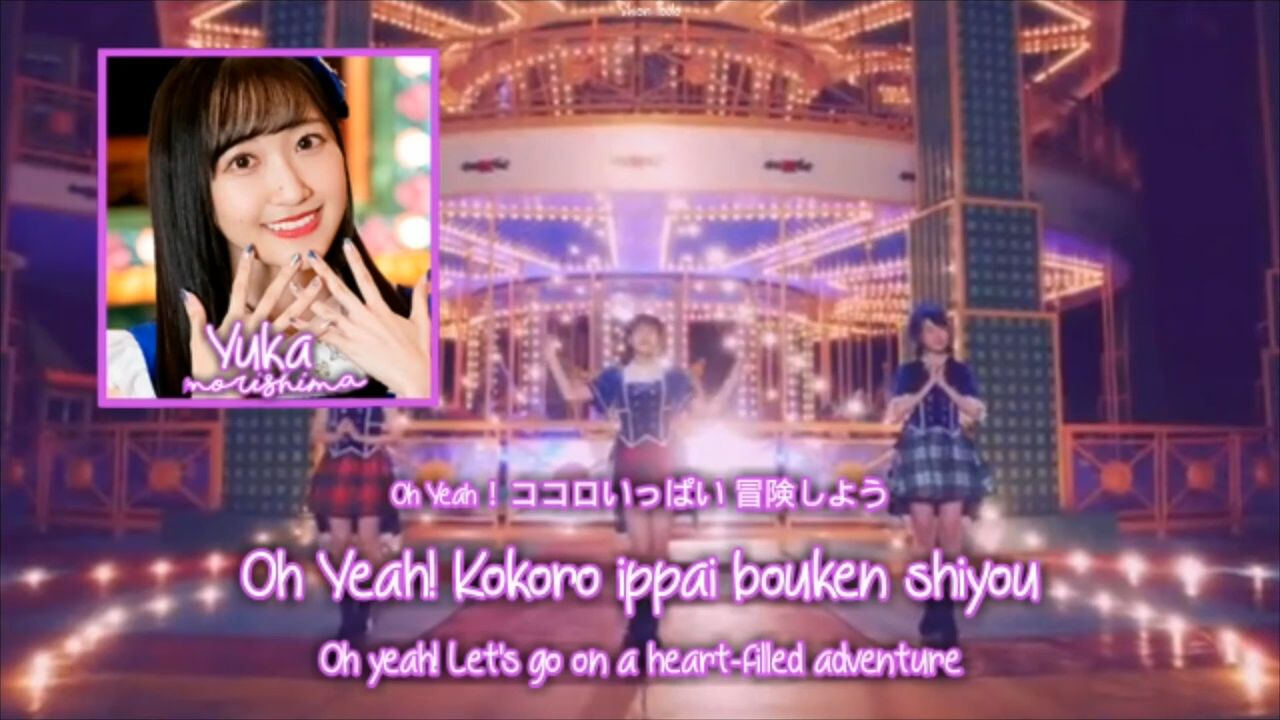 Yuka
morishima
Oh Yeah！ココロいっぱい 冒険しよう
Oh Yeah! Kokoro ippai bouken shiyou
Oh yeah! Let's go on a heart-filled adventure